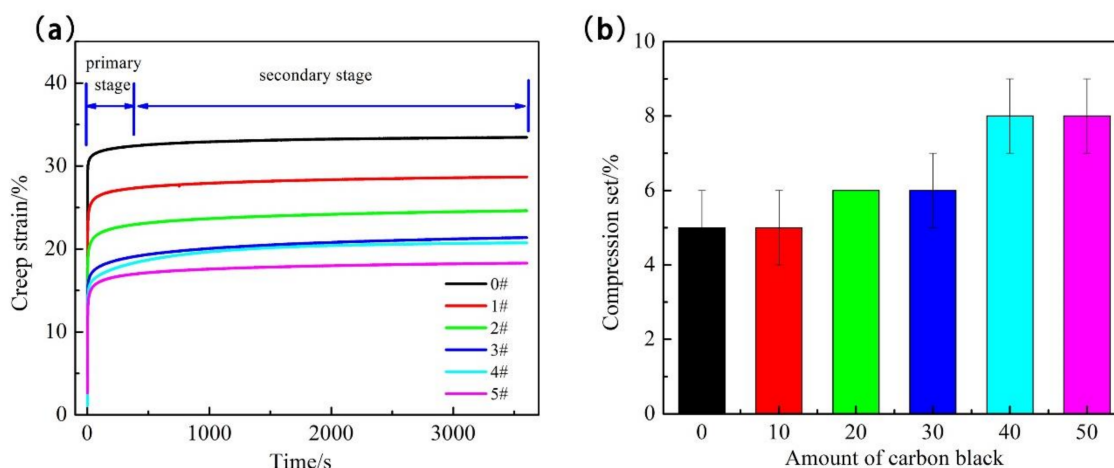 (a)
40
30
20
10
0
Creep strain/%
primary
stage
secondary stage
0#
1#
2#
3#
4#
5#
0 1000 2000 3000
Time/s
(b)
10
8
6
4
2
0
Compression set/%
0 10 20 30 40 50
Amount of carbon black